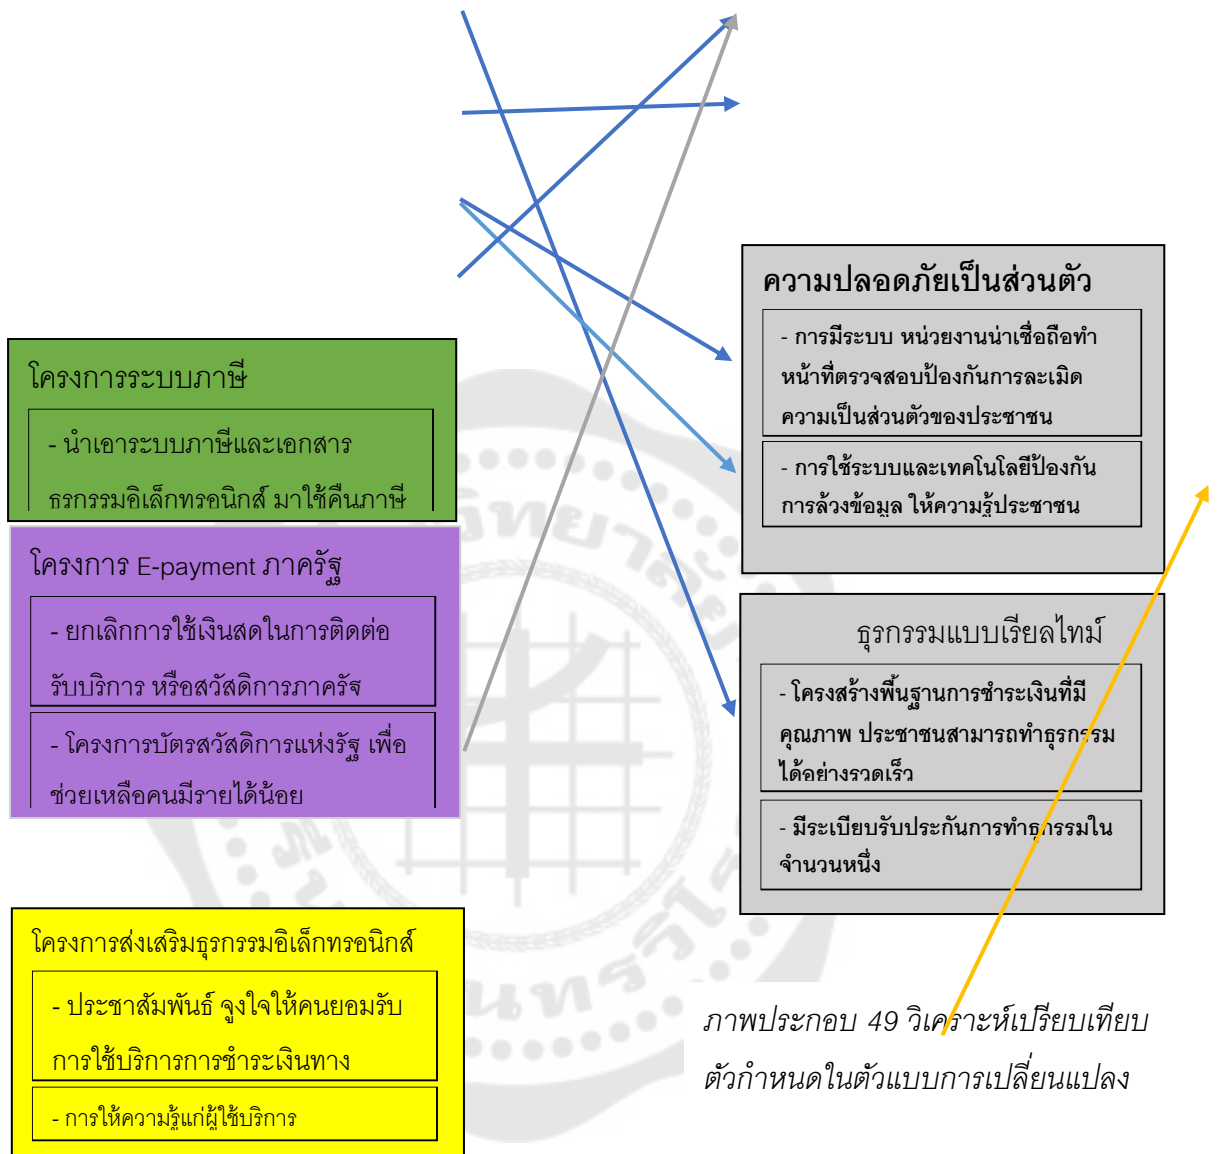 โครงการระบบภาษี
- นำเอาระบบภาษีและเอกสาร
ธรกรรมอิเล็กทรอนิกส์ มาใช้คืนภาษี
โครงการ E-payment ภาครัฐ
- ยกเลิกการใช้เงินสดในการติดต่อ
รับบริการ หรือสวัสดิการภาครัจ
- โครงการบัตรสวัสดิการแห่งรัฐ เพื่อ
ช่วยเหลือคนมีรายได้น้อย
โครงการส่งเสริมธุรกรรมอิเล็กทรอนิกส์
- ประชาสัมพันธ์ จูงใจให้คนยอมรับ
การใช้บริการการชำระเงินทาง
- การให้ความรู้แก่ผู้ใช้บริการ
ความปลอดภัยเป็นส่วนตัว
- การมีระบบ หน่วยงานน่าเชื่อถือทำ
หน้าที่ตรวจสอบป้องกันการละเมิด
ความเป็นส่วนตัวของประชาชน
- การใช้ระบบและเทคโนโลยีป้องกัน
การล้วงข้อมูล ให้ความรู้ประชาชน
ธุรกรรมแบบเรียลไทม์
- โครงสร้างพื้นฐานการชำระเงินที่มี
คุณภาพ ประชาชนสามารถทำธุรกรรม
ได้อย่างรวดเร็ว
- มีระเบียบรับประกันการทำธุกรรมใน
จำนวนหนึ่ง
ภาพประกอบ 49 วิเคราะห์เปรียบเทียบ
ตัวกำหนดในตัวแบบการเปลี่ยนแปลง